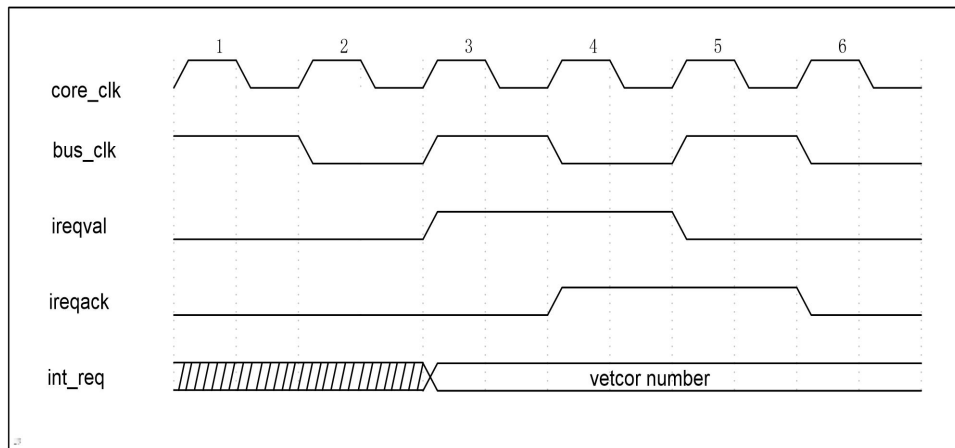 1 2 3 4 5 6
core_clk
bus_clk
ireqval
ireqack
int_req
vetcor number